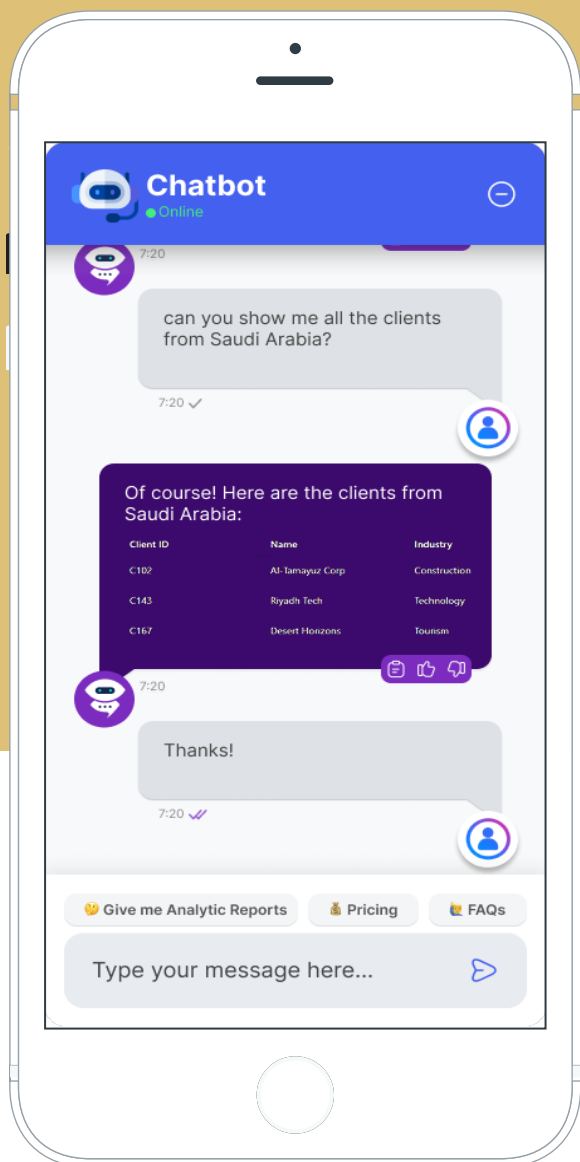 Chatbot
Online
7:20
can you show me all the clients
from Saudi Arabia?
7:20
Of course! Here are the clients from
Saudi Arabia:
Client ID Name Industry
C102 Al-Tamayuz Corp Construction
C143 Riyadh Tech Technology
C167 Desert Horizons Tourism
7:20
Thanks!
7:20
🤔 Give me Analytic Reports 💰 Pricing 🙋‍♂️ FAQs
Type your message here...